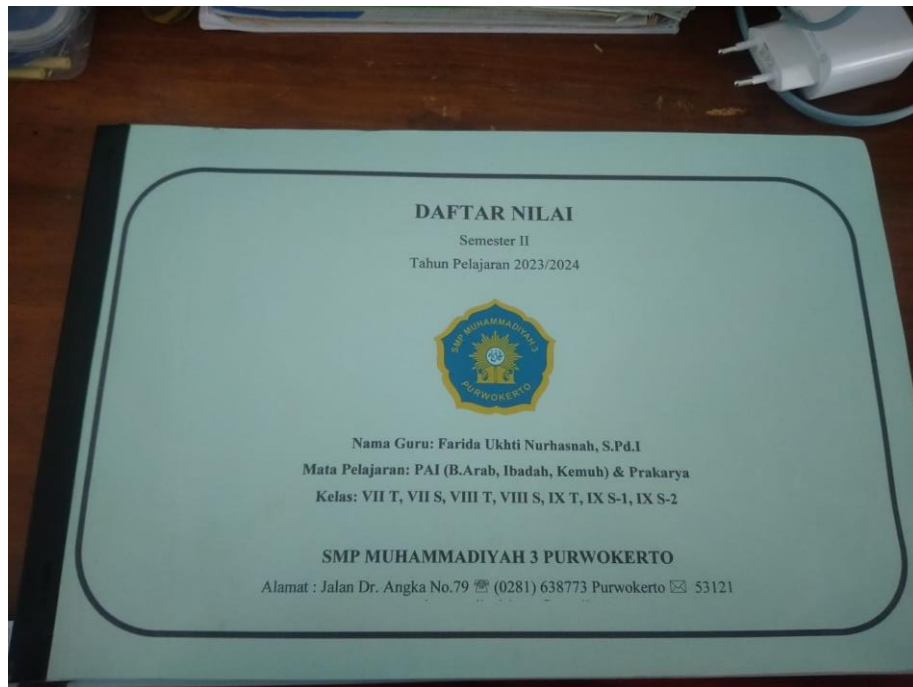 DAFTAR NILAI
Semester II
Tahun Pelajaran 2023/2024
SMP MUHAMMADIYAH 3
PURWOKERTO
Nama Guru: Farida Ukhti Nurhasnah, S.Pd.I
Mata Pelajaran: PAI (B.Arab, Ibadah, Kemuh) & Prakarya
Kelas: VII T, VII S, VIII T, VIII S, IX T, IX S-1, IX S-2
SMP MUHAMMADIYAH 3 PURWOKERTO
Alamat : Jalan Dr. Angka No.79 ☏ (0281) 638773 Purwokerto ✉ 53121